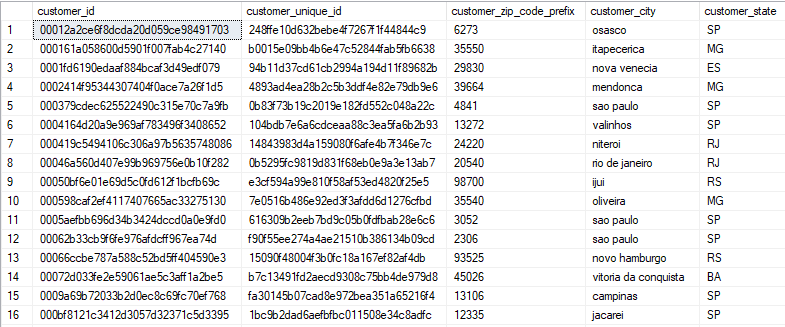 customer_id customer_unique_id customer_zip_code_prefix customer_city customer_state
1 00012a2ce6f8dcda20d059ce98491703 248ffe10d632bebe4f7267f1f44844c9 6273 osasco SP
2 000161a058600d5901f007fab4c27140 b0015e09bb4b6e47c52844fab5fb6638 35550 itapecerica MG
3 0001fd6190edaaf884bcaf3d49edf079 94b11d37cd61cb2994a194d11f89682b 29830 nova venecia ES
4 0002414f95344307404f0ace7a26f1d5 4893ad4ea28b2c5b3ddf4e82e79db9e6 39664 mendonca MG
5 000379cdec625522490c315e70c7a9fb 0b83f73b19c2019e182fd552c048a22c 4841 sao paulo SP
6 0004164d20a9e969af783496f3408652 104bdb7e6a6cdceaa88c3ea5fa6b2b93 13272 valinhos SP
7 000419c5494106c306a97b5635748086 14843983d4a159080f6afe4b7f346e7c 24220 niteroi RJ
8 00046a560d407e99b969756e0b10f282 0b5295fc9819d831f68eb0e9a3e13ab7 20540 rio de janeiro RJ
9 00050bf6e01e69d5c0fd612f1bcfb69c e3cf594a99e810f58af53ed4820f25e5 98700 ijui RS
10 000598caf2ef4117407665ac33275130 7e0516b486e92ed3f3afdd6d1276cfbd 35540 oliveira MG
11 0005aefbb696d34b3424dccd0a0e9fd0 616309b2eeb7bd9c05b0fdfbab28e6c6 3052 sao paulo SP
12 00062b33cb9f6fe976afdcff967ea74d f90f55ee274a4ae21510b386134b09cd 2306 sao paulo SP
13 00066ccbe787a588c52bd5ff404590e3 15090f48004f3b0fc18a167ef82af4db 93525 novo hamburgo RS
14 00072d033fe2e59061ae5c3aff1a2be5 b7c13491fd2aecd9308c75bb4de979d8 45026 vitoria da conquista BA
15 0009a69b72033b2d0ec8c69fc70ef768 fa30145b07cad8e972bea351a65216f4 13106 campinas SP
16 000bf8121c3412d3057d32371c5d3395 1bc9b2dad6aefbfbc011508e34c8adfc 12335 jacarei SP